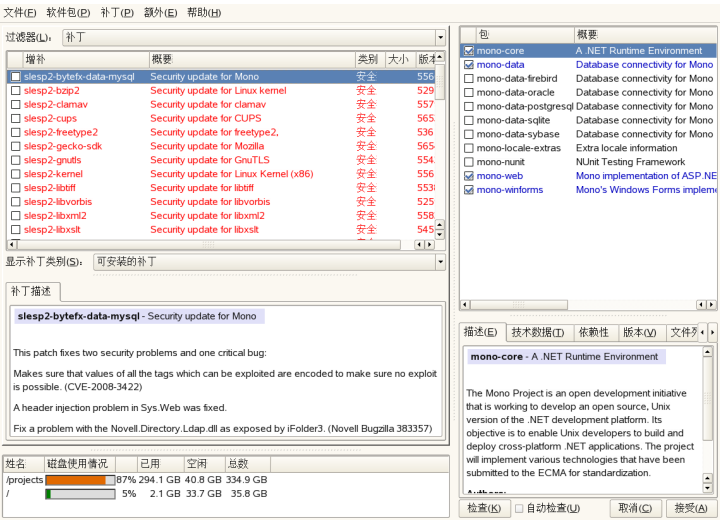 文件(F) 软件包(P) 补丁(P) 额外(E) 帮助(H)
过滤器(L): 补丁
增补 概要 类别 大小 版本
slesp2-bytefx-data-mysql Security update for Mono 安全 556
slesp2-bzip2 Security update for Linux kernel 安全 529
slesp2-clamav Security update for clamav 安全 557
slesp2-cups Security update for CUPS 安全 565
slesp2-freetype2 Security update for freetype2, 安全 536
slesp2-gecko-sdk Security update for Mozilla 安全 565
slesp2-gnutls Security update for GnuTLS 安全 554
slesp2-kernel Security update for Linux Kernel (x86) 安全 556
slesp2-libtiff Security update for libtiff 安全 553
slesp2-libvorbis Security update for libvorbis 安全 525
slesp2-libxml2 Security update for libxml2 安全 558
slesp2-libxslt Security update for libxslt 安全 545
显示补丁类别(S): 可安装的补丁
补丁描述
slesp2-bytefx-data-mysql - Security update for Mono
This patch fixes two security problems and one critical bug:
Makes sure that values of all the tags which can be exploited are encoded to make sure no exploit
is possible. (CVE-2008-3422)
A header injection problem in Sys.Web was fixed.
Fix a problem with the Novell.Directory.Ldap.dll as exposed by iFolder3. (Novell Bugzilla 383357)
姓名 磁盘使用情况 已用 空闲 总数
/projects 87% 294.1 GB 40.8 GB 334.9 GB
/ 5% 2.1 GB 33.7 GB 35.8 GB
包 概要
mono-core A .NET Runtime Environment
mono-data Database connectivity for Mono
mono-data-firebird Database connectivity for Mono
mono-data-oracle Database connectivity for Mono
mono-data-postgresql Database connectivity for Mono
mono-data-sqlite Database connectivity for Mono
mono-data-sybase Database connectivity for Mono
mono-locale-extras Extra locale information
mono-nunit NUnit Testing Framework
mono-web Mono implementation of ASP.NE
mono-winforms Mono's Windows Forms impleme
描述(E) 技术数据(T) 依赖性 版本(V) 文件列
mono-core - A .NET Runtime Environment
The Mono Project is an open development initiative
that is working to develop an open source, Unix
version of the .NET development platform. Its
objective is to enable Unix developers to build and
deploy cross-platform .NET applications. The project
will implement various technologies that have been
submitted to the ECMA for standardization.
Authors:
检查(K) 自动检查(U) 取消(C) 接受(A)